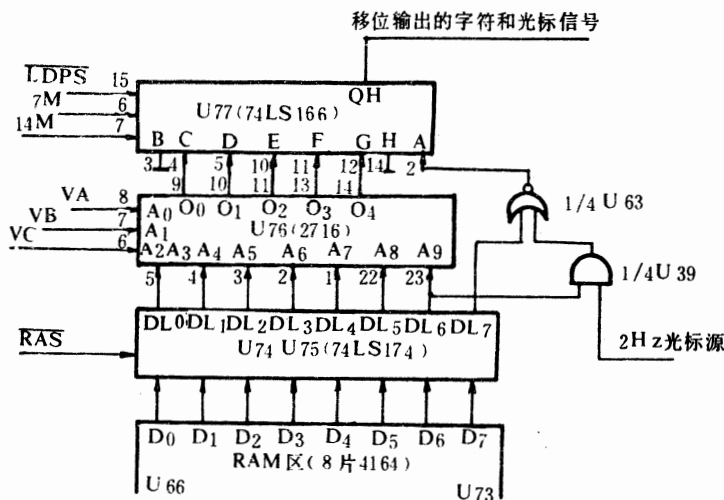 移位输出的字符和光标信号
LDPS 15
7M 6
14M 7
QH
U77(74LS166)
B C D E F G H A
3 4 5 10 11 12 14 2
9 10 11 13 14
VA 8
VB 7
VC 6
A0 O0 O1 O2 O3 O4
A1 U76(2716)
A2 A3 A4 A5 A6 A7 A8 A9
5 4 3 2 1 22 23
1/4 U 63
1/4U 39
2Hz光标源
DL0 DL1 DL2 DL3 DL4 DL5 DL6 DL7
RAS
U74 U75(74LS174)
D0 D1 D2 D3 D4 D5 D6 D7
RAM区(8片4164)
U66 U73